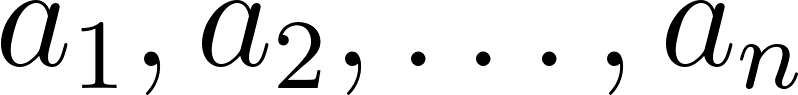 a₁, a₂, . . . , aₙ